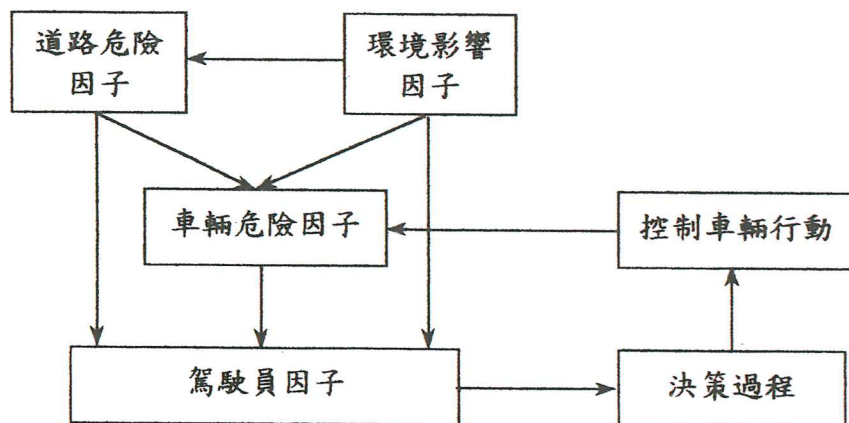 道路危險
因子
環境影響
因子
車輛危險因子
控制車輛行動
駕駛員因子
決策過程